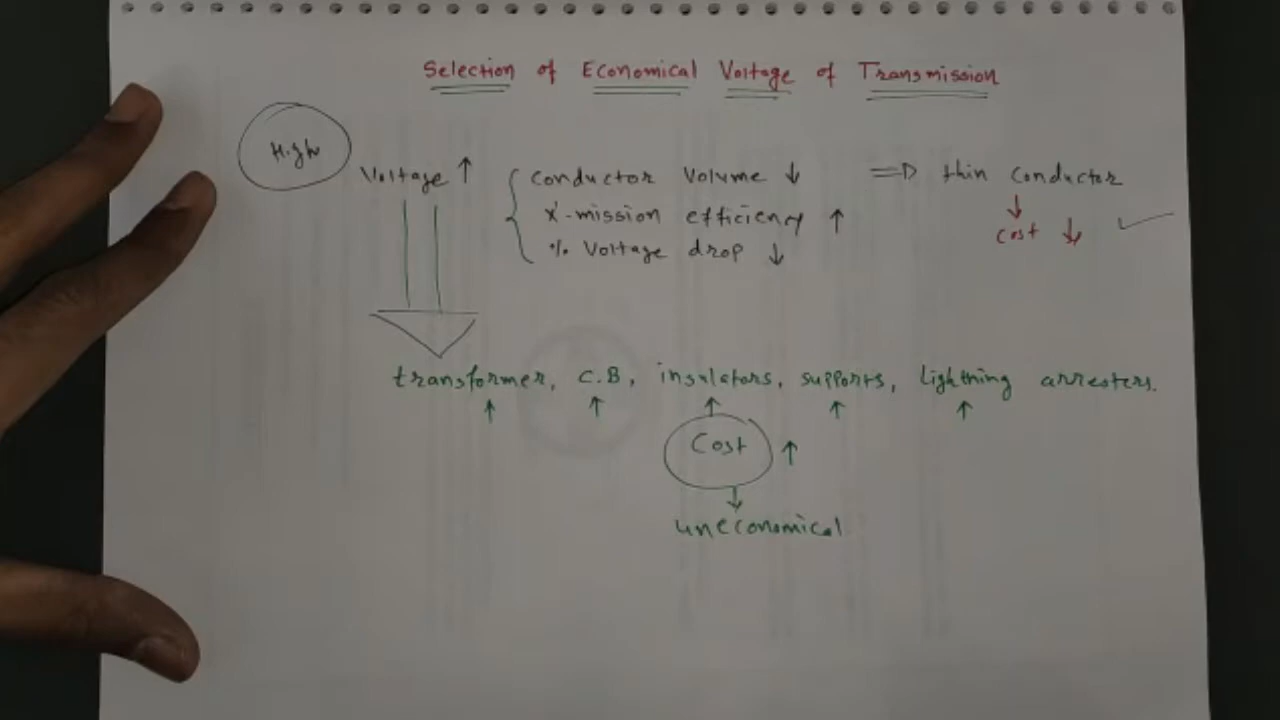 Selection of Economical Voltage of Transmission
High
Voltage ↑
Conductor Volume ↓ ⇒ thin conductor
X'-mission efficiency ↑
% Voltage drop ↓
↓
Cost ↓ ✓
transformer, C.B, insulators, supports, Lighthing arresters.
↑ ↑ ↑ ↑ ↑
Cost ↑
↓
uneconomical